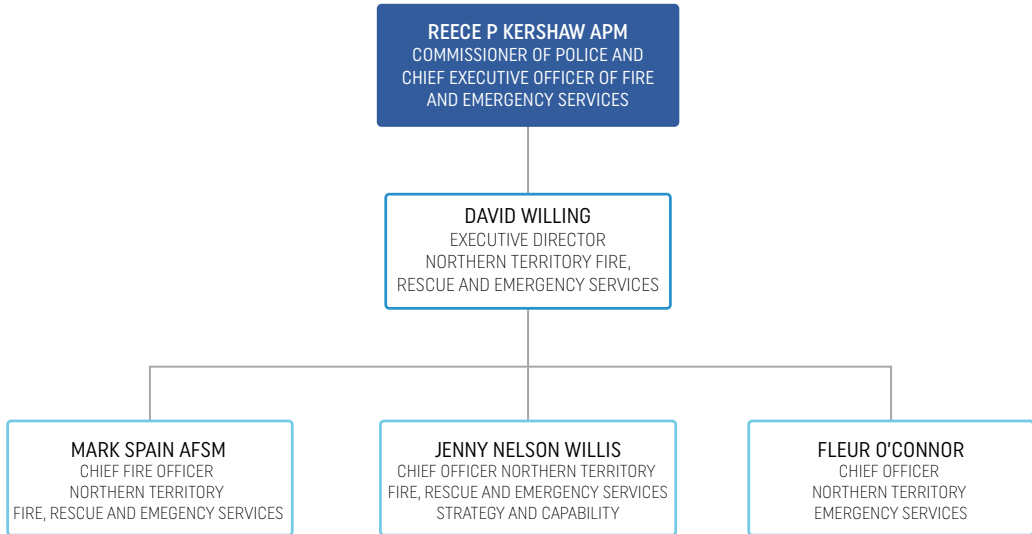 REECE P KERSHAW APM
COMMISSIONER OF POLICE AND
CHIEF EXECUTIVE OFFICER OF FIRE
AND EMERGENCY SERVICES
DAVID WILLING
EXECUTIVE DIRECTOR
NORTHERN TERRITORY FIRE,
RESCUE AND EMERGENCY SERVICES
MARK SPAIN AFSM
CHIEF FIRE OFFICER
NORTHERN TERRITORY
FIRE, RESCUE AND EMEGENCY SERVICES
JENNY NELSON WILLIS
CHIEF OFFICER NORTHERN TERRITORY
FIRE, RESCUE AND EMERGENCY SERVICES
STRATEGY AND CAPABILITY
FLEUR O'CONNOR
CHIEF OFFICER
NORTHERN TERRITORY
EMERGENCY SERVICES